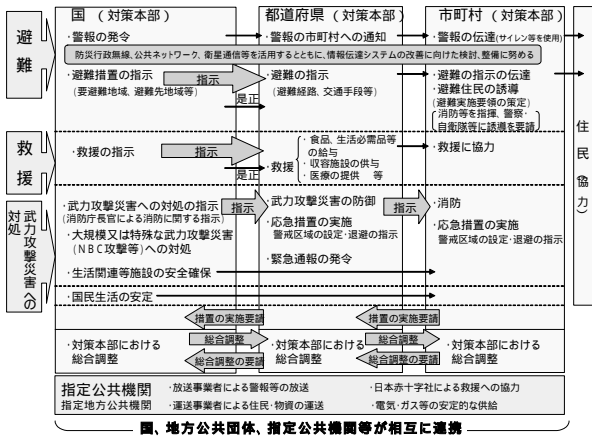 国（対策本部）
都道府県（対策本部）
市町村（対策本部）
避難
・警報の発令
・警報の市町村への通知
・警報の伝達（サイレン等を使用）
防災行政無線、公共ネットワーク、衛星通信等を活用するとともに、情報伝達システムの改善に向けた検討、整備に努める
・避難措置の指示
（要避難地域、避難先地域等）
指示
是正
・避難の指示
（避難経路、交通手段等）
・避難の指示の伝達
・避難住民の誘導
（避難実施要領の策定）
消防等を指揮、警察・
自衛隊等に誘導を要請
救援
・救援の指示
指示
是正
・救援
・食品、生活必需品等
の給与
・収容施設の供与
・医療の提供 等
・救援に協力
武力攻撃災害への
対処
・武力攻撃災害への対処の指示
（消防庁長官による消防に関する指示）
・大規模又は特殊な武力攻撃災害
（NBC攻撃等）への対処
指示
・武力攻撃災害の防御
・応急措置の実施
警戒区域の設定・退避の指示
・緊急通報の発令
指示
・消防
・応急措置の実施
警戒区域の設定・退避の指示
・生活関連等施設の安全確保
・国民生活の安定
措置の実施要請
措置の実施要請
・対策本部における
総合調整
総合調整
総合調整の要請
・対策本部における
総合調整
総合調整
総合調整の要請
・対策本部における
総合調整
住民（協力）
指定公共機関
指定地方公共機関
・放送事業者による警報等の放送
・日本赤十字社による救援への協力
・運送事業者による住民・物資の運送
・電気・ガス等の安定的な供給
国、地方公共団体、指定公共機関等が相互に連携